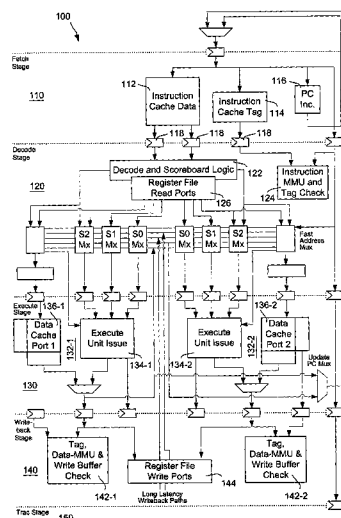 100
Fetch
Stage
110
112
Instruction
Cache Data
Instruction
Cache Tag
114
116
PC
Inc.
118
118
118
Decode
Stage
120
Decode and Scoreboard Logic
122
Register File
Read Ports
126
Instruction
MMU and
Tag Check
124
S2
Mx
S1
Mx
S0
Mx
S0
Mx
S1
Mx
S2
Mx
Fast
Address
Mux
Execute
Stage
136-1
Data
Cache
Port 1
132-1
Execute
Unit Issue
134-1
Execute
Unit Issue
134-2
132-2
136-2
Data
Cache
Port 2
Update
PC Mux
130
Write-
back
Stage
140
Tag,
Data-MMU &
Write Buffer
Check
142-1
Register File
Write Ports
144
Long Latency
Writeback Paths
Tag,
Data-MMU
& Write Buffer
Check
142-2
Trac Stage
150